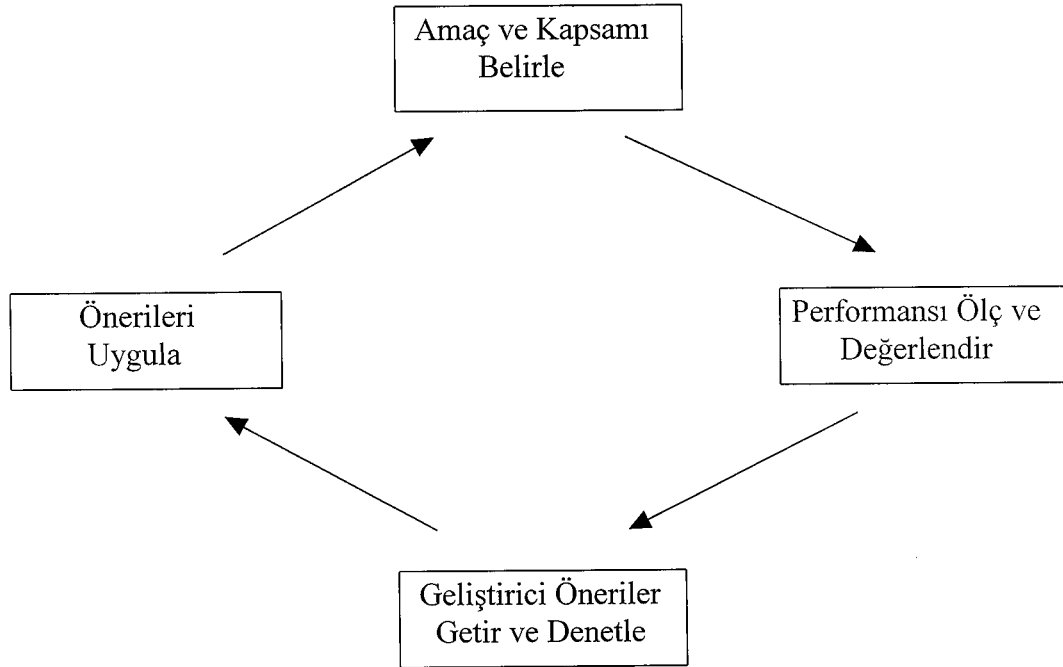 Amaç ve Kapsamı
Belirle
Önerileri
Uygula
Performansı Ölç ve
Değerlendir
Geliştirici Öneriler
Getir ve Denetle